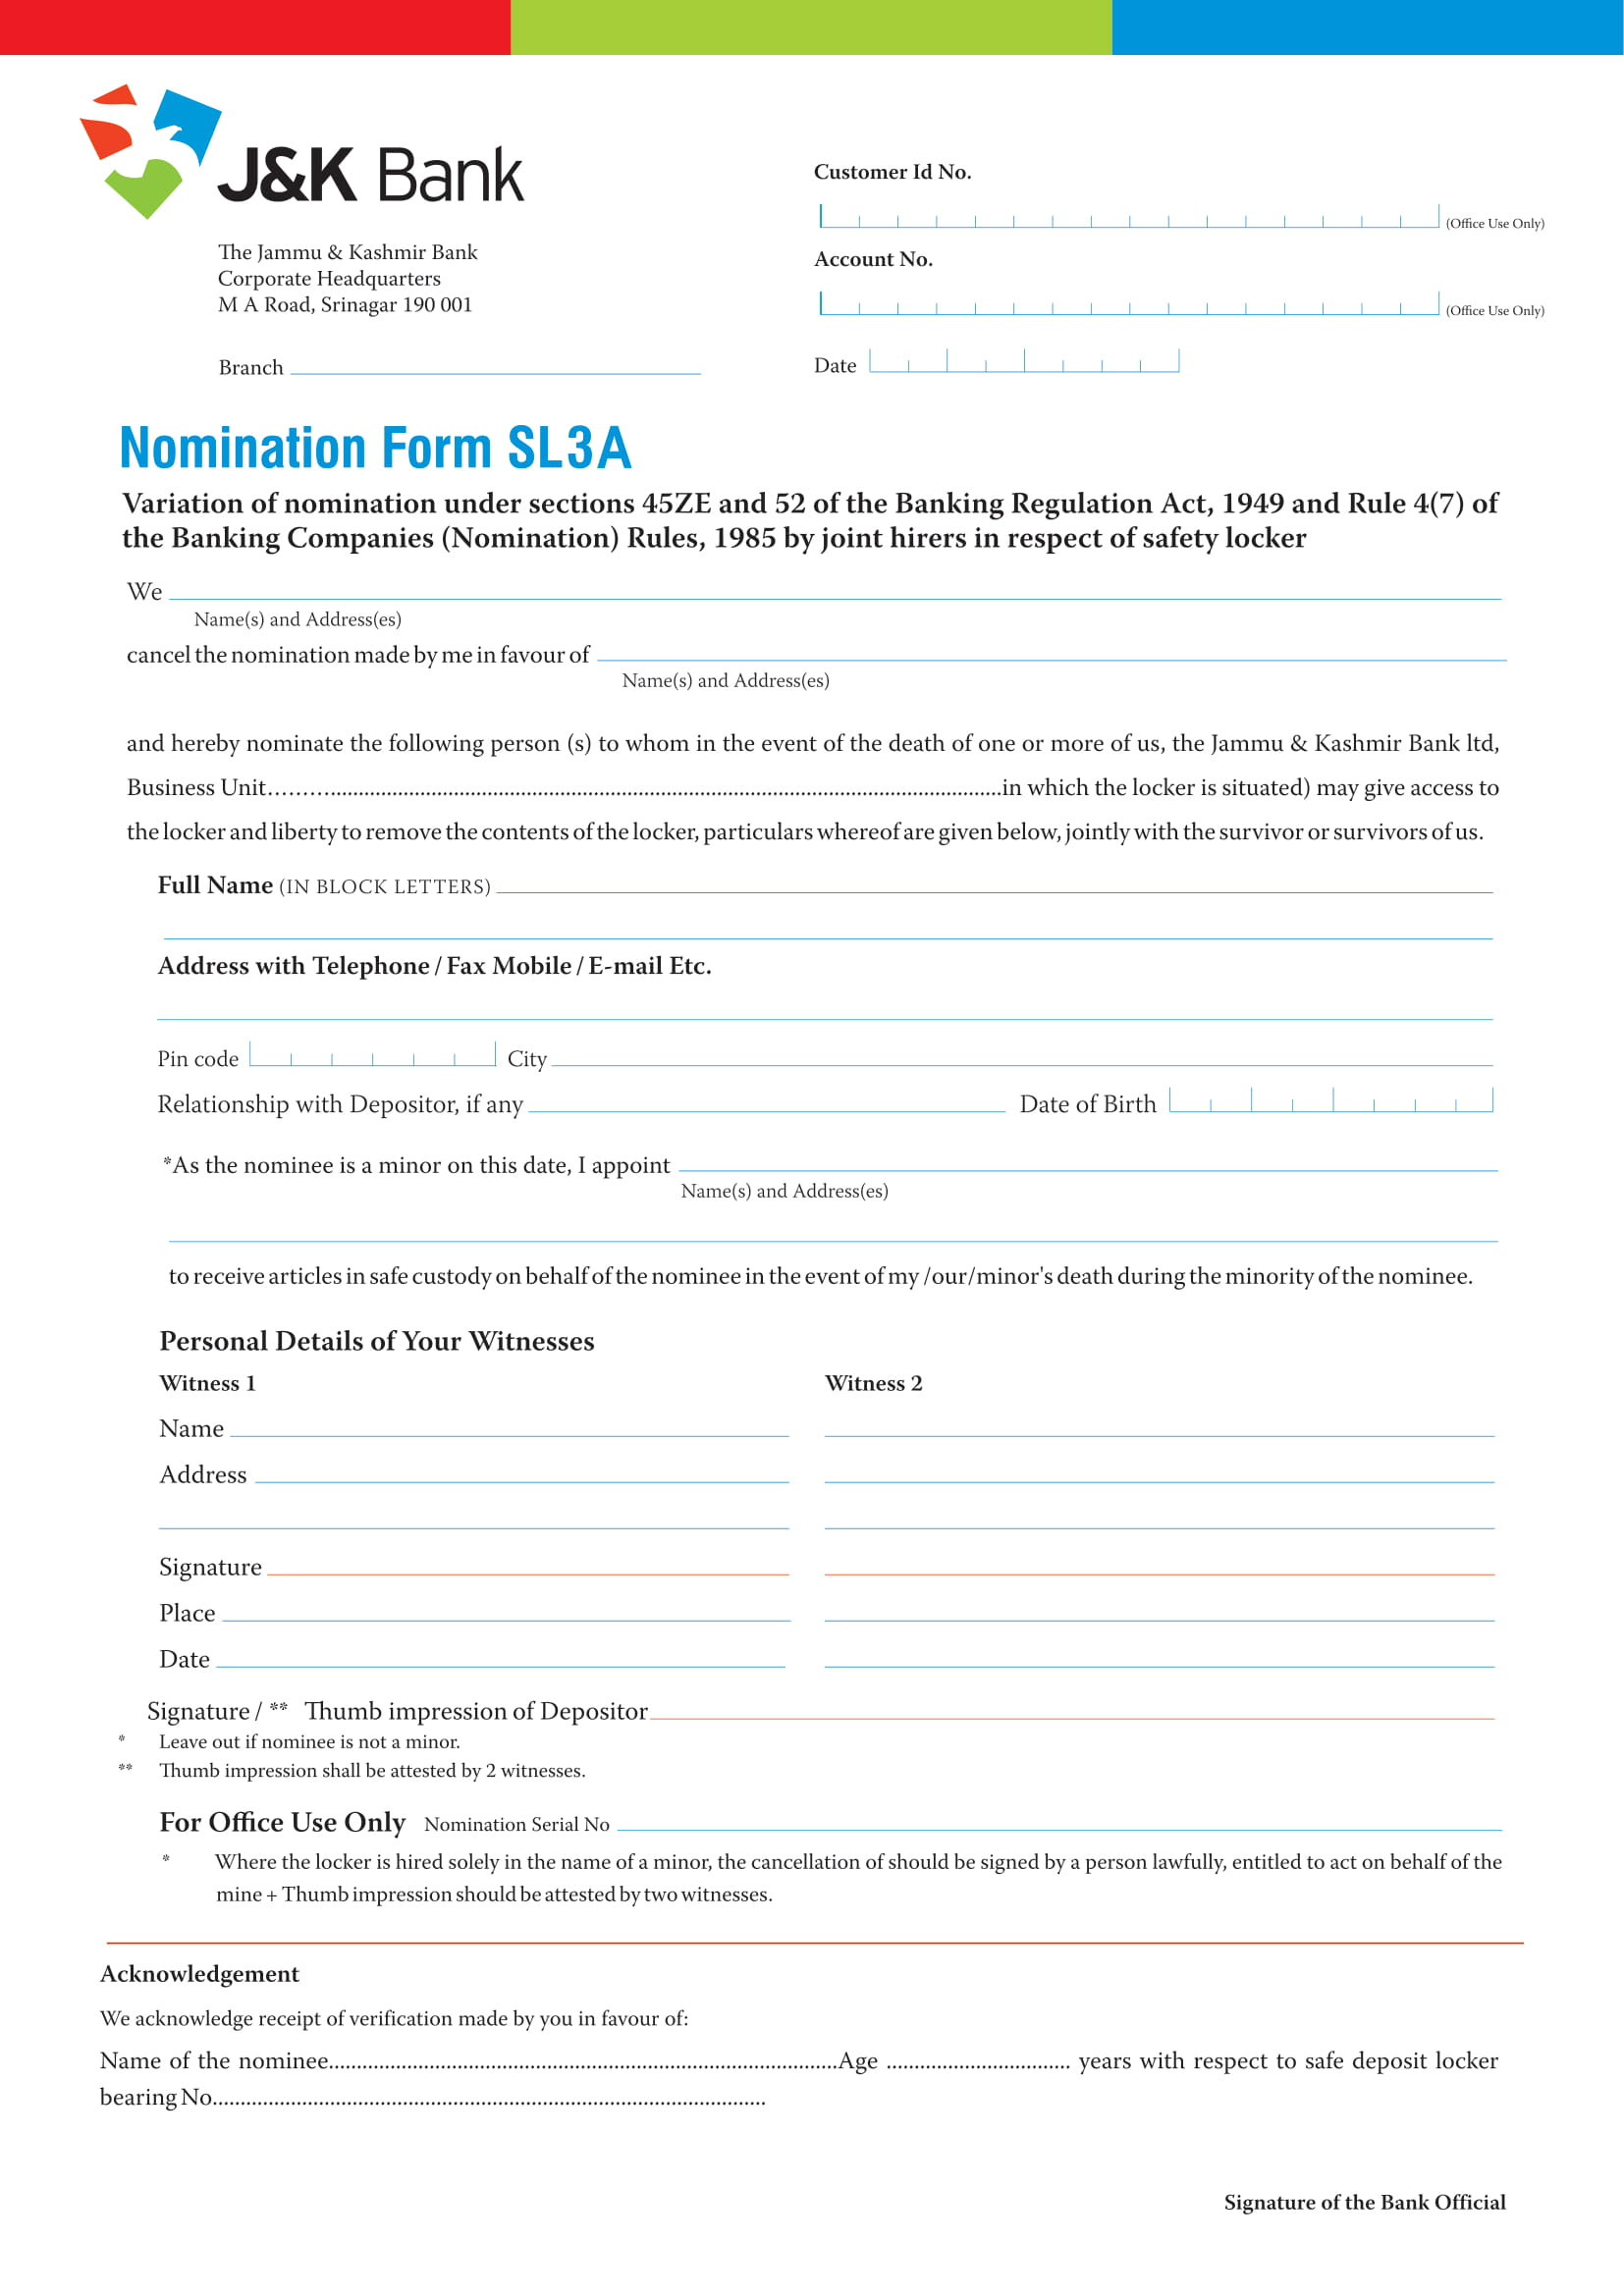 J&K Bank
The Jammu & Kashmir Bank
Corporate Headquarters
M A Road, Srinagar 190 001
Branch
Customer Id No.
(Office Use Only)
Account No.
(Office Use Only)
Date
Nomination Form SL3A
Variation of nomination under sections 45ZE and 52 of the Banking Regulation Act, 1949 and Rule 4(7) of
the Banking Companies (Nomination) Rules, 1985 by joint hirers in respect of safety locker
We
Name(s) and Address(es)
cancel the nomination made by me in favour of
Name(s) and Address(es)
and hereby nominate the following person (s) to whom in the event of the death of one or more of us, the Jammu & Kashmir Bank ltd,
Business Unit.................................................................................................................................in which the locker is situated) may give access to
the locker and liberty to remove the contents of the locker, particulars whereof are given below, jointly with the survivor or survivors of us.
Full Name (IN BLOCK LETTERS)
Address with Telephone / Fax Mobile / E-mail Etc.
Pin code City
Relationship with Depositor, if any Date of Birth
*As the nominee is a minor on this date, I appoint
Name(s) and Address(es)
to receive articles in safe custody on behalf of the nominee in the event of my /our/minor's death during the minority of the nominee.
Personal Details of Your Witnesses
Witness 1 Witness 2
Name
Address
Signature
Place
Date
Signature / ** Thumb impression of Depositor
* Leave out if nominee is not a minor.
** Thumb impression shall be attested by 2 witnesses.
For Office Use Only Nomination Serial No
* Where the locker is hired solely in the name of a minor, the cancellation of should be signed by a person lawfully, entitled to act on behalf of the
mine + Thumb impression should be attested by two witnesses.
Acknowledgement
We acknowledge receipt of verification made by you in favour of:
Name of the nominee...........................................................................................Age ................................. years with respect to safe deposit locker
bearing No...................................................................................................
Signature of the Bank Official